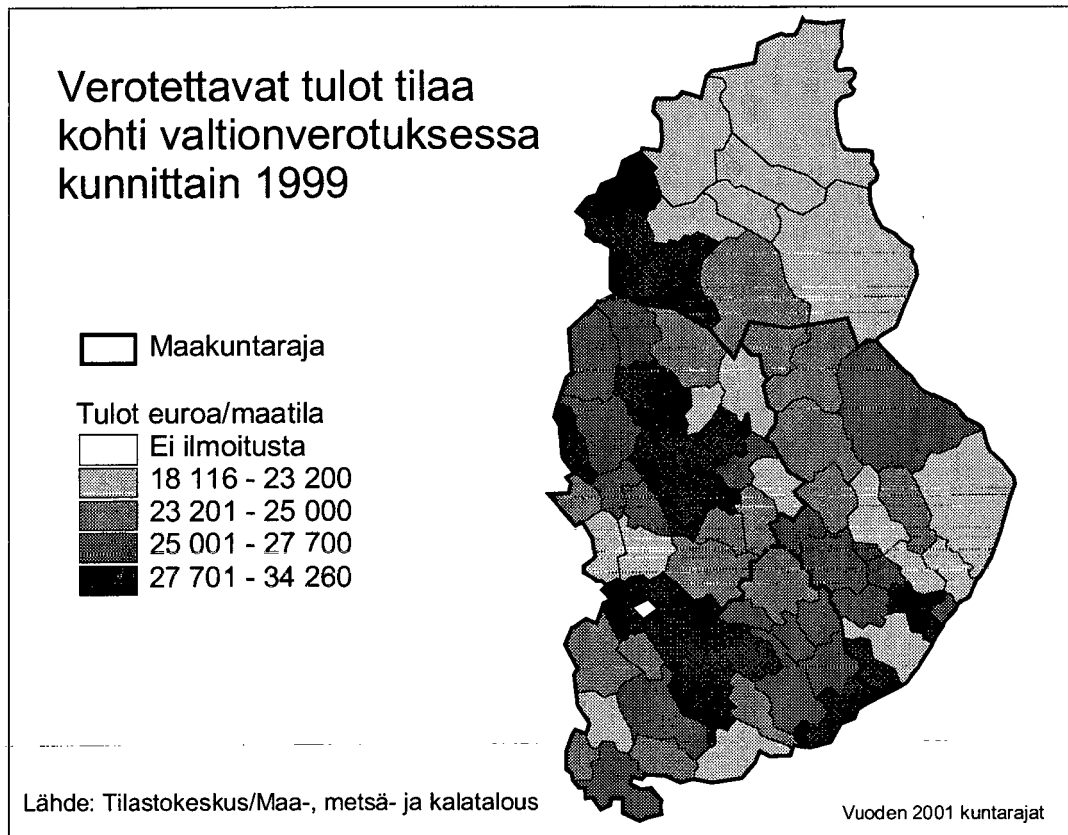 Verotettavat tulot tilaa
kohti valtionverotuksessa
kunnittain 1999
Maakuntaraja
Tulot euroa/maatila
Ei ilmoitusta
18 116 - 23 200
23 201 - 25 000
25 001 - 27 700
27 701 - 34 260
Lähde: Tilastokeskus/Maa-, metsä- ja kalatalous
Vuoden 2001 kuntarajat